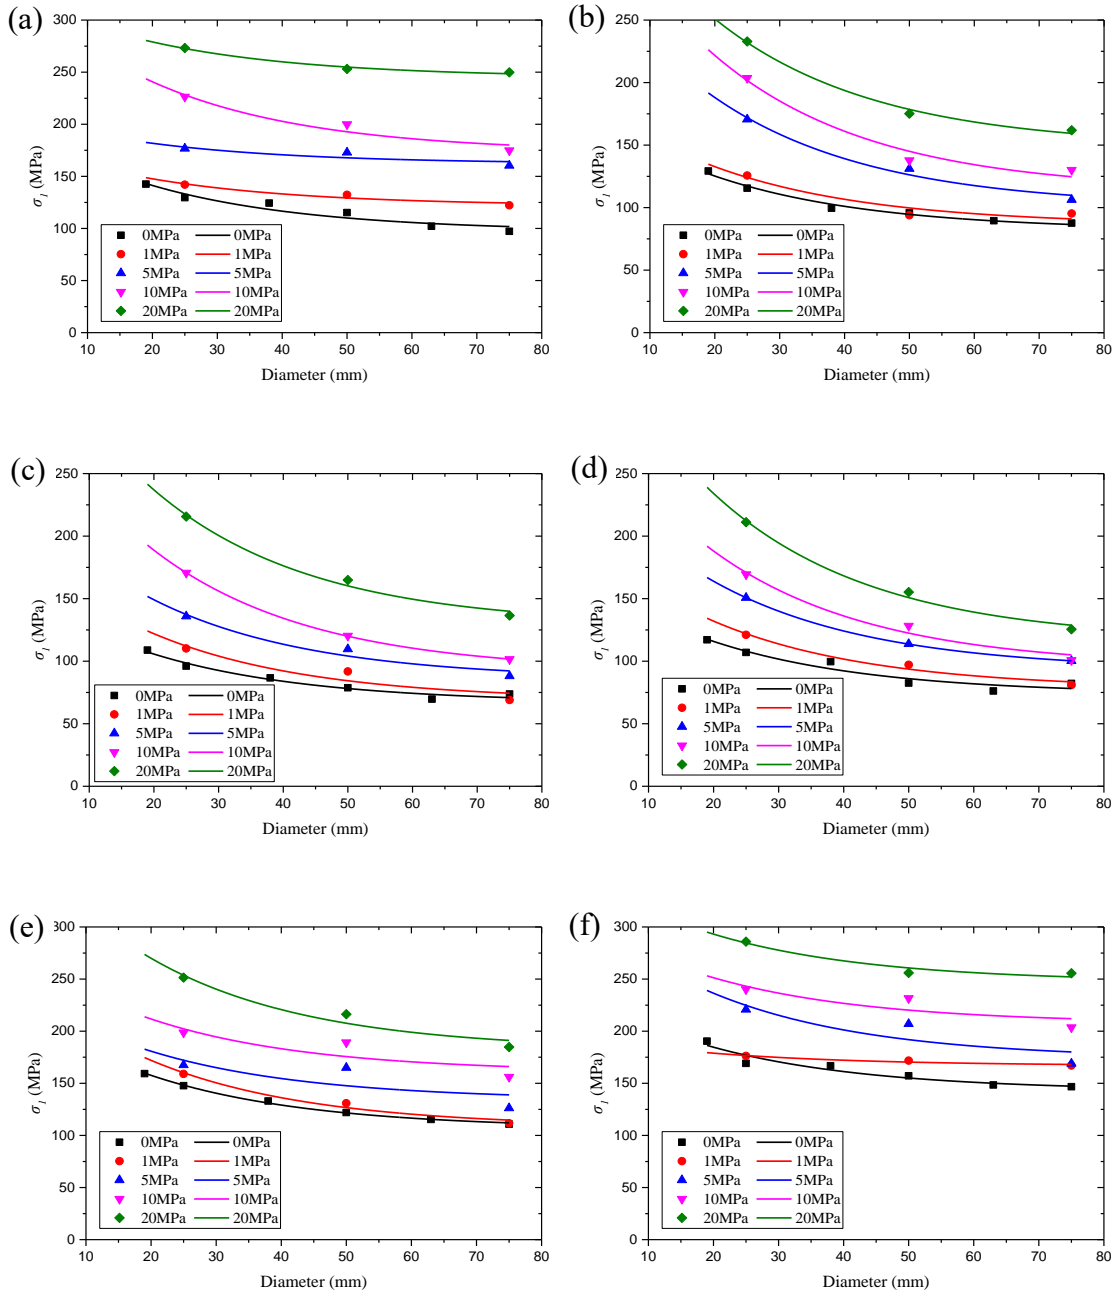 (a)
300
250
200
150
100
50
0
σ1 (MPa)
0MPa 0MPa
1MPa 1MPa
5MPa 5MPa
10MPa 10MPa
20MPa 20MPa
10 20 30 40 50 60 70 80
Diameter (mm)
(b)
250
200
150
100
50
0
σ1 (MPa)
0MPa 0MPa
1MPa 1MPa
5MPa 5MPa
10MPa 10MPa
20MPa 20MPa
10 20 30 40 50 60 70 80
Diameter (mm)
(c)
250
200
150
100
50
0
σ1 (MPa)
0MPa 0MPa
1MPa 1MPa
5MPa 5MPa
10MPa 10MPa
20MPa 20MPa
10 20 30 40 50 60 70 80
Diameter (mm)
(d)
250
200
150
100
50
0
σ1 (MPa)
0MPa 0MPa
1MPa 1MPa
5MPa 5MPa
10MPa 10MPa
20MPa 20MPa
10 20 30 40 50 60 70 80
Diameter (mm)
(e)
300
250
200
150
100
50
0
σ1 (MPa)
0MPa 0MPa
1MPa 1MPa
5MPa 5MPa
10MPa 10MPa
20MPa 20MPa
10 20 30 40 50 60 70 80
Diameter (mm)
(f)
300
250
200
150
100
50
0
σ1 (MPa)
0MPa 0MPa
1MPa 1MPa
5MPa 5MPa
10MPa 10MPa
20MPa 20MPa
10 20 30 40 50 60 70 80
Diameter (mm)